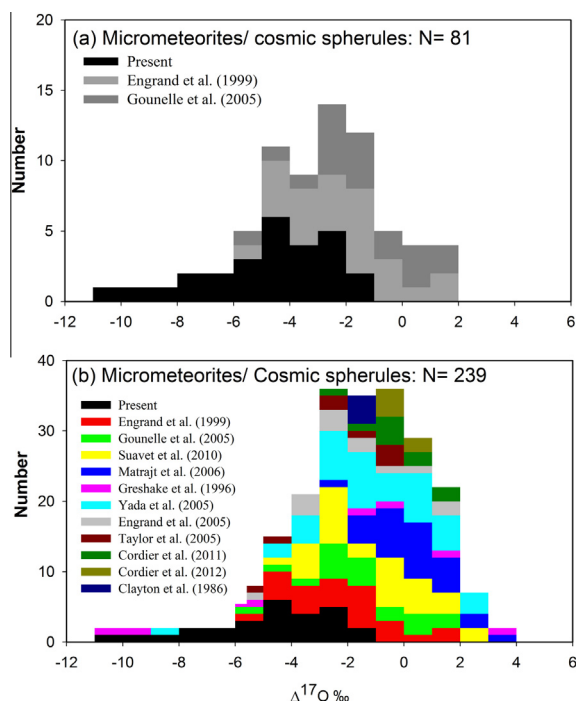 20
(a) Micrometeorites/ cosmic spherules: N= 81
Present
Engrand et al. (1999)
Gounelle et al. (2005)
15
10
5
0
Number
-12 -10 -8 -6 -4 -2 0 2 4 6
40
(b) Micrometeorites/ Cosmic spherules: N= 239
Present
Engrand et al. (1999)
Gounelle et al. (2005)
Suavet et al. (2010)
Matrajt et al. (2006)
Greshake et al. (1996)
Yada et al. (2005)
Engrand et al. (2005)
Taylor et al. (2005)
Cordier et al. (2011)
Cordier et al. (2012)
Clayton et al. (1986)
30
20
10
0
Number
-12 -10 -8 -6 -4 -2 0 2 4 6
Δ¹⁷O ‰